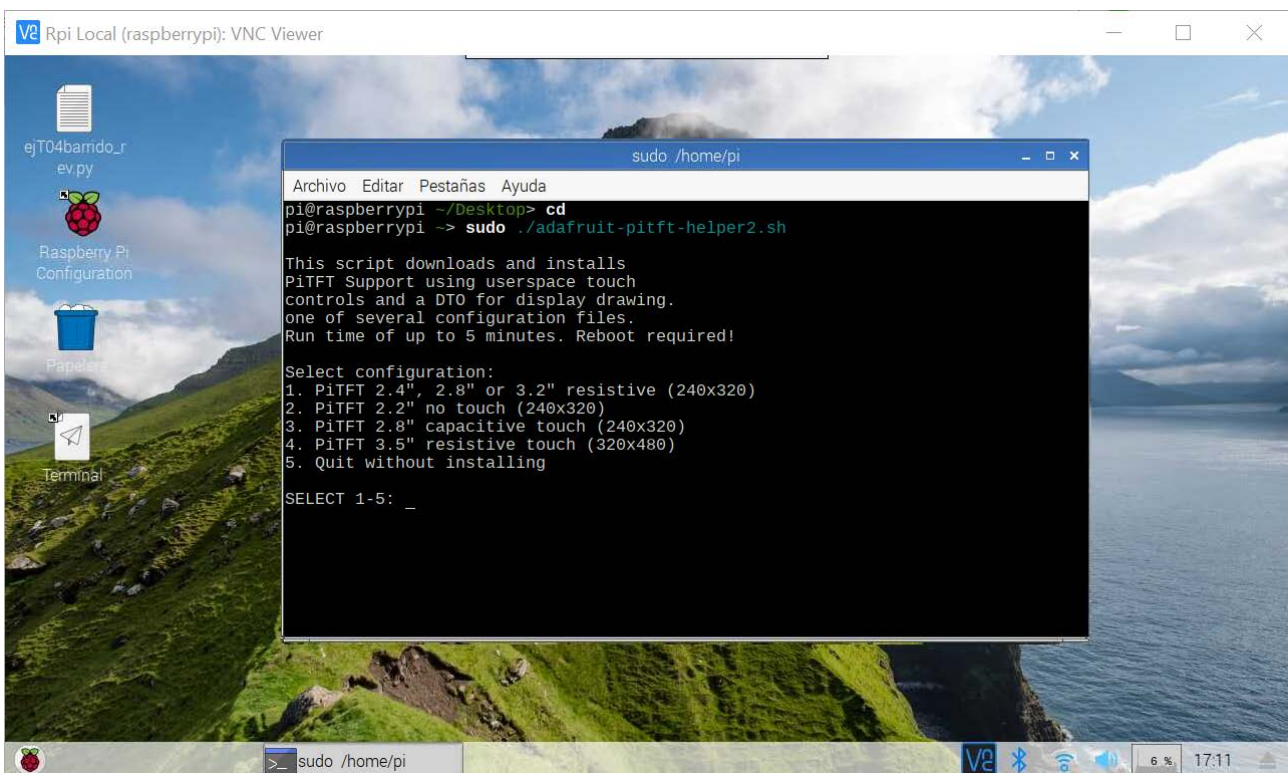 Rpi Local (raspberrypi): VNC Viewer
ejT04barrido_r
ev.py
Raspberry Pi
Configuration
Papelera
Terminal
sudo /home/pi
Archivo Editar Pestañas Ayuda
pi@raspberrypi ~/Desktop> cd
pi@raspberrypi ~> sudo ./adafruit-pitft-helper2.sh
This script downloads and installs
PiTFT Support using userspace touch
controls and a DTO for display drawing.
one of several configuration files.
Run time of up to 5 minutes. Reboot required!
Select configuration:
1. PiTFT 2.4", 2.8" or 3.2" resistive (240x320)
2. PiTFT 2.2" no touch (240x320)
3. PiTFT 2.8" capacitive touch (240x320)
4. PiTFT 3.5" resistive touch (320x480)
5. Quit without installing
SELECT 1-5: _
sudo /home/pi
6 % 17:11